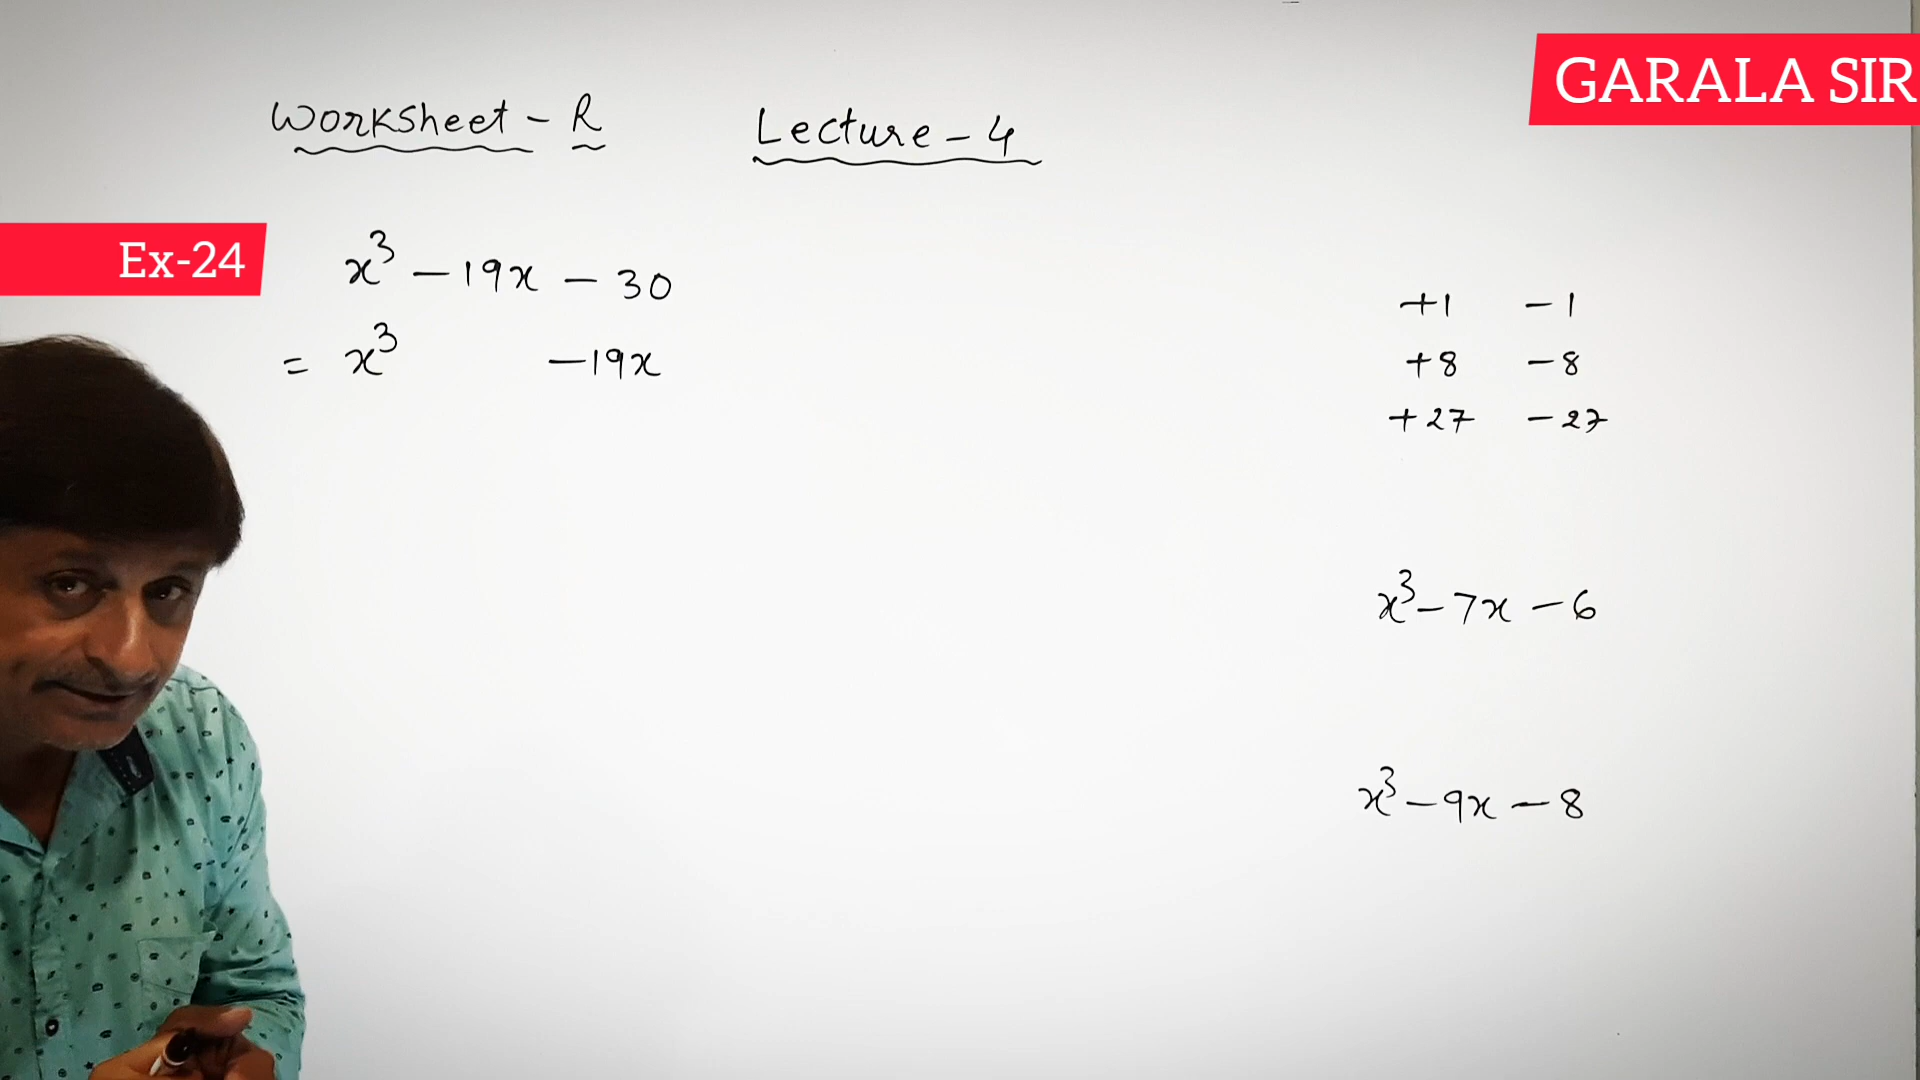 GARALA SIR
Worksheet - R Lecture - 4
Ex-24
x³ - 19x - 30
= x³ -19x
+1 -1
+8 -8
+27 -27
x³ - 7x - 6
x³ - 9x - 8